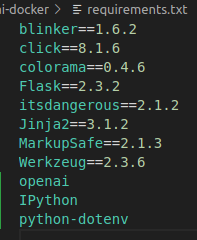 ai-docker > requirements.txt
blinker==1.6.2
click==8.1.6
colorama==0.4.6
Flask==2.3.2
itsdangerous==2.1.2
Jinja2==3.1.2
MarkupSafe==2.1.3
Werkzeug==2.3.6
openai
IPython
python-dotenv